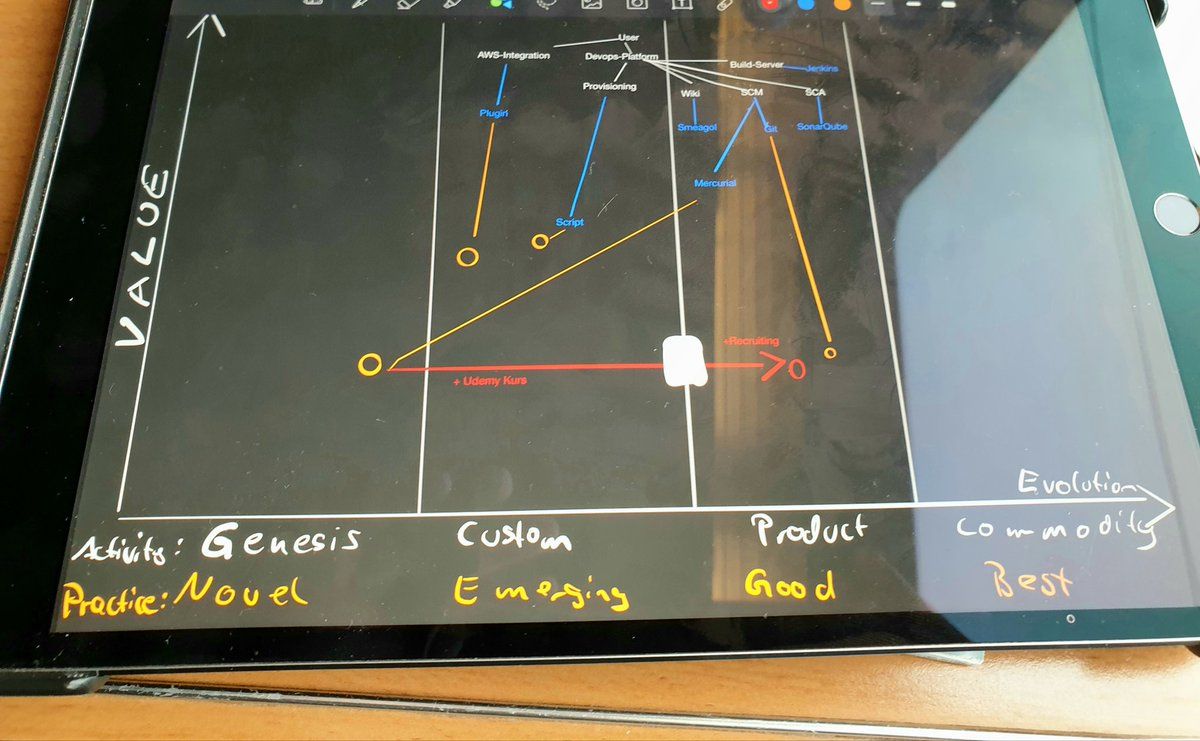 User
AWS-Integration
Devops-Platform
Build-Server
Jenkins
Provisioning
Wiki
SCM
SCA
Plugin
Smeagol
Git
SonarQube
Mercurial
Script
VALUE
+Recruiting
+ Udemy Kurs
Evolution
Activity: Genesis Custom Product Commodity
Practice: Novel Emerging Good Best